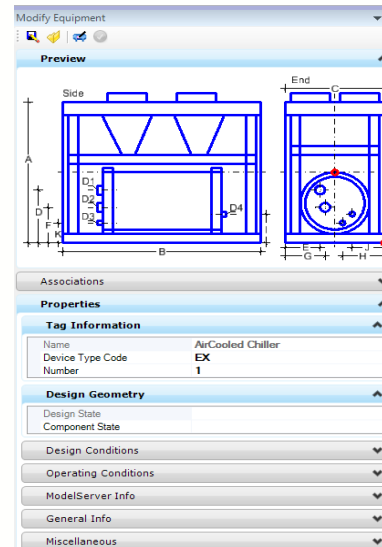 Modify Equipment
Preview
Side
End
C
A
D1
D2
D3
D4
D
F
K
B
E
J
G
H
Associations
Properties
Tag Information
Name AirCooled Chiller
Device Type Code EX
Number 1
Design Geometry
Design State
Component State
Design Conditions
Operating Conditions
ModelServer Info
General Info
Miscellaneous